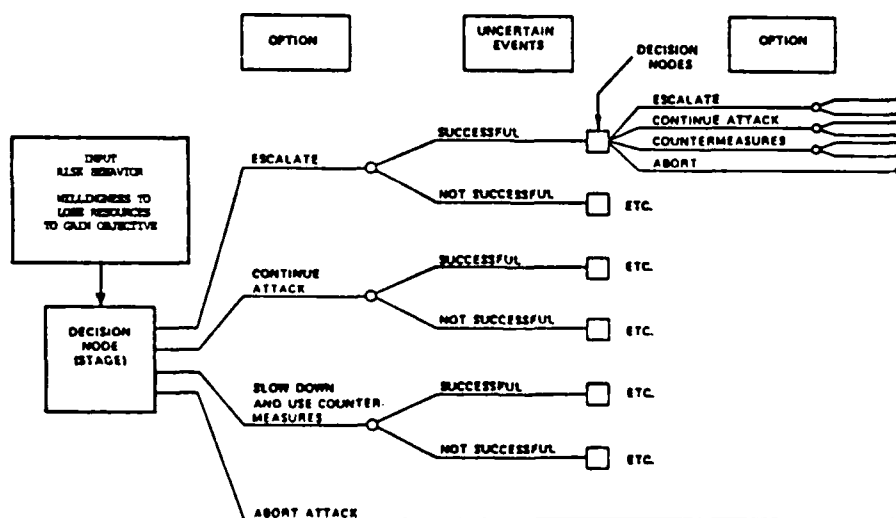 OPTION
UNCERTAIN
EVENTS
DECISION
NODES
OPTION
INPUT
RISK BEHAVIOR
WILLINGNESS TO
LOSE RESOURCES
TO GAIN OBJECTIVE
DECISION
NODE
(STAGE)
ESCALATE
SUCCESSFUL
ESCALATE
CONTINUE ATTACK
COUNTERMEASURES
ABORT
NOT SUCCESSFUL
ETC.
CONTINUE
ATTACK
SUCCESSFUL
ETC.
NOT SUCCESSFUL
ETC.
SLOW DOWN
AND USE COUNTER-
MEASURES
SUCCESSFUL
ETC.
NOT SUCCESSFUL
ETC.
ABORT ATTACK